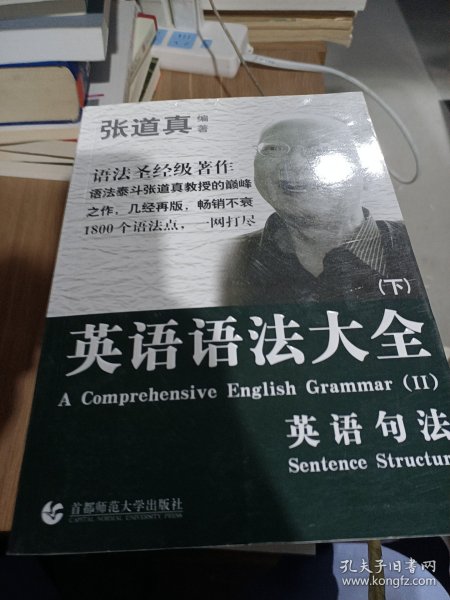 张道真 编著
语法圣经级著作
语法泰斗张道真教授的巅峰
之作，几经再版，畅销不衰
1800个语法点，一网打尽
（下）
英语语法大全
A Comprehensive English Grammar (II)
英语句法
Sentence Structur
首都师范大学出版社
CAPITAL NORMAL UNIVERSITY PRESS
孔夫子旧书网
www.kongfz.com